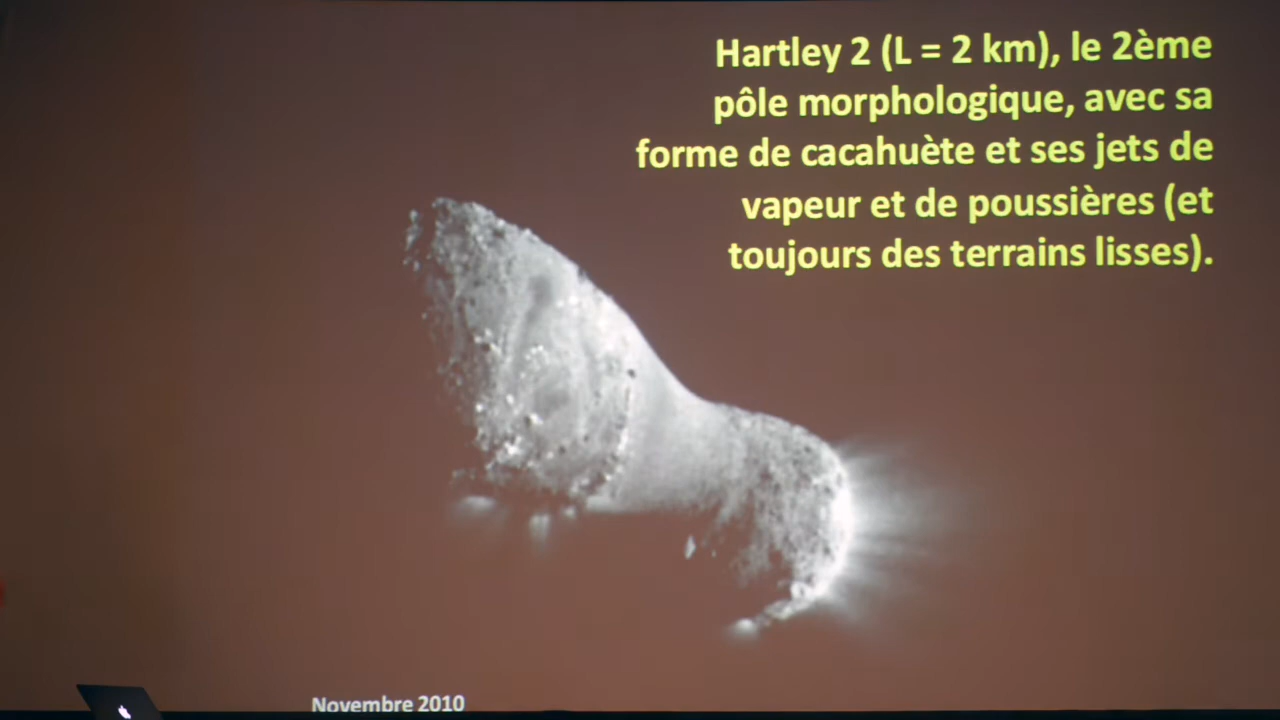 Hartley 2 (L = 2 km), le 2ème
pôle morphologique, avec sa
forme de cacahuète et ses jets de
vapeur et de poussières (et
toujours des terrains lisses).
Novembre 2010